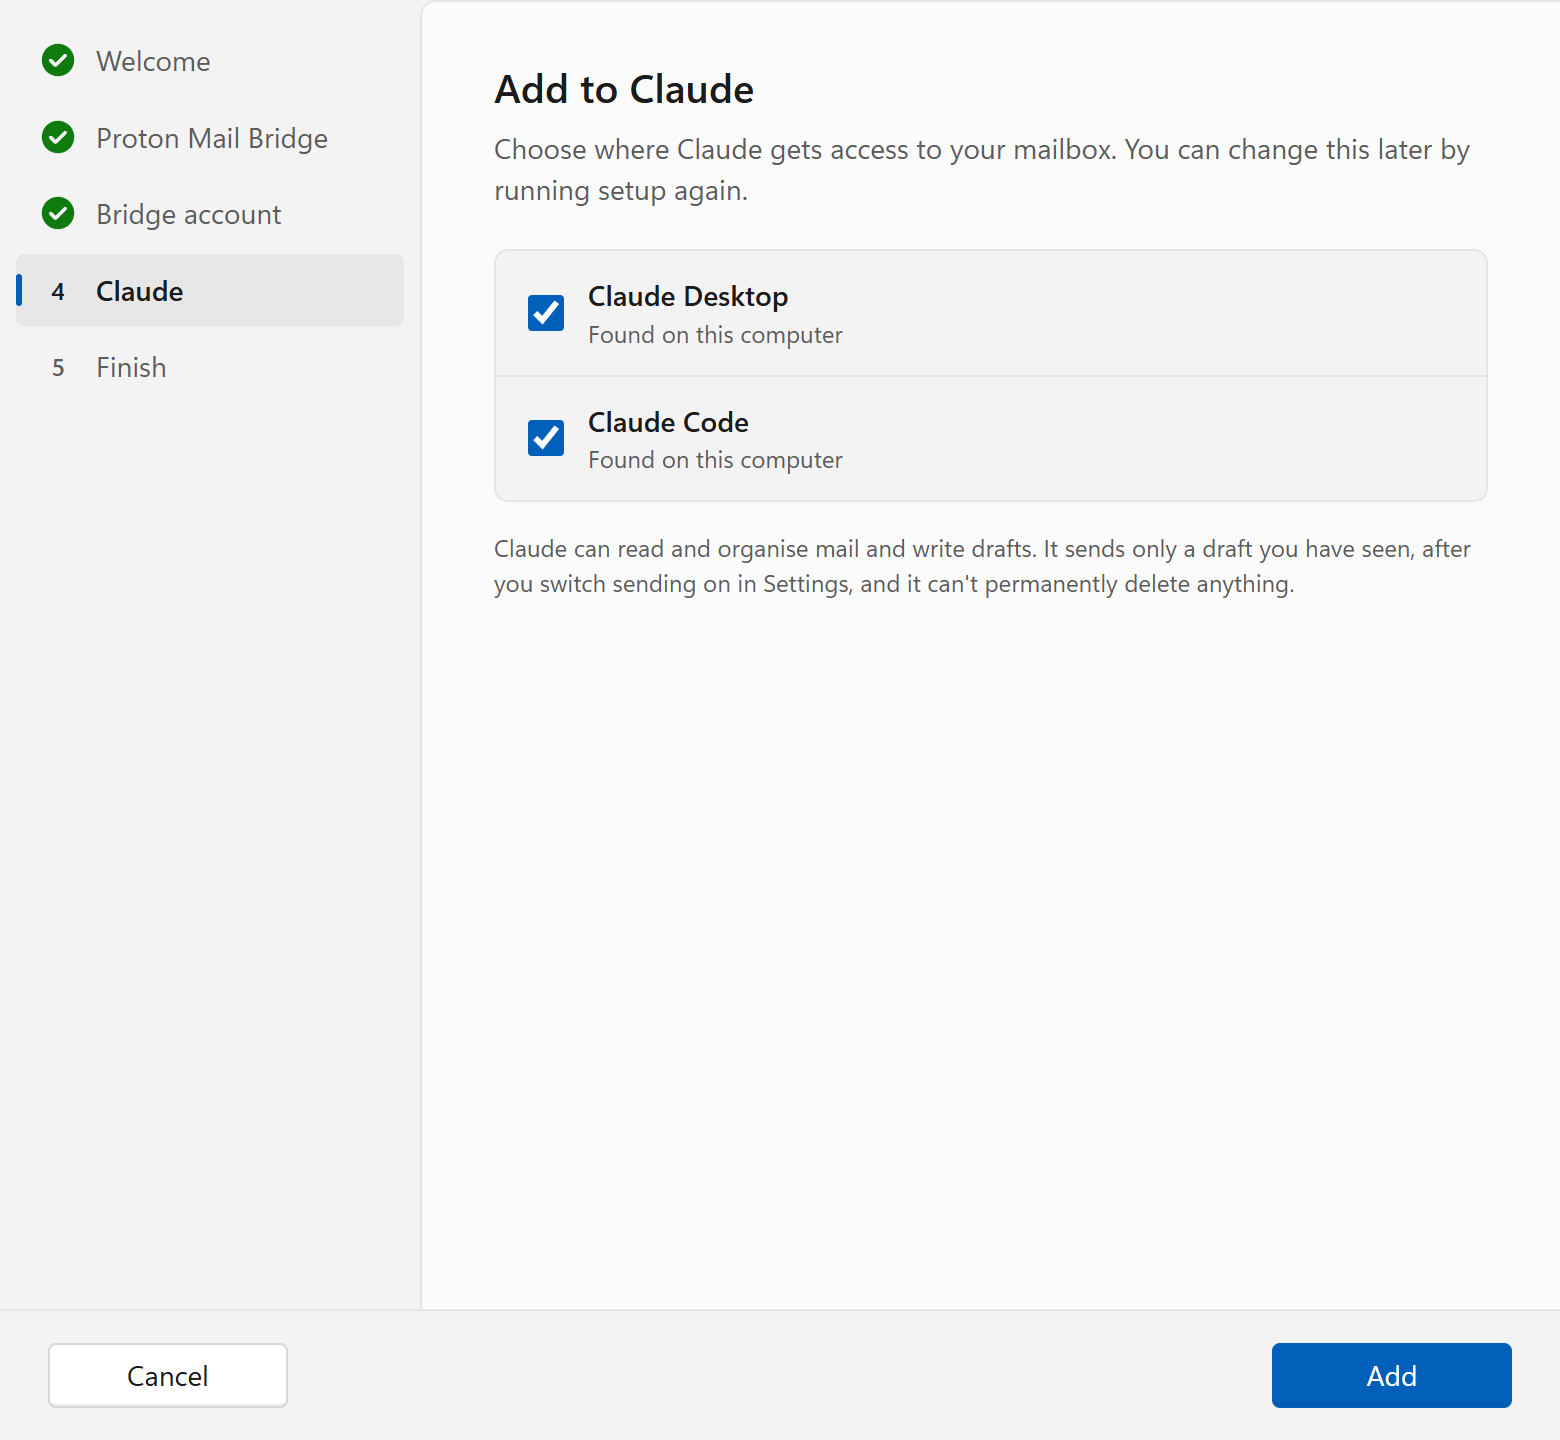 Welcome
Proton Mail Bridge
Bridge account
4 Claude
5 Finish
Add to Claude
Choose where Claude gets access to your mailbox. You can change this later by
running setup again.
Claude Desktop
Found on this computer
Claude Code
Found on this computer
Claude can read and organise mail and write drafts. It sends only a draft you have seen, after
you switch sending on in Settings, and it can't permanently delete anything.
Cancel
Add